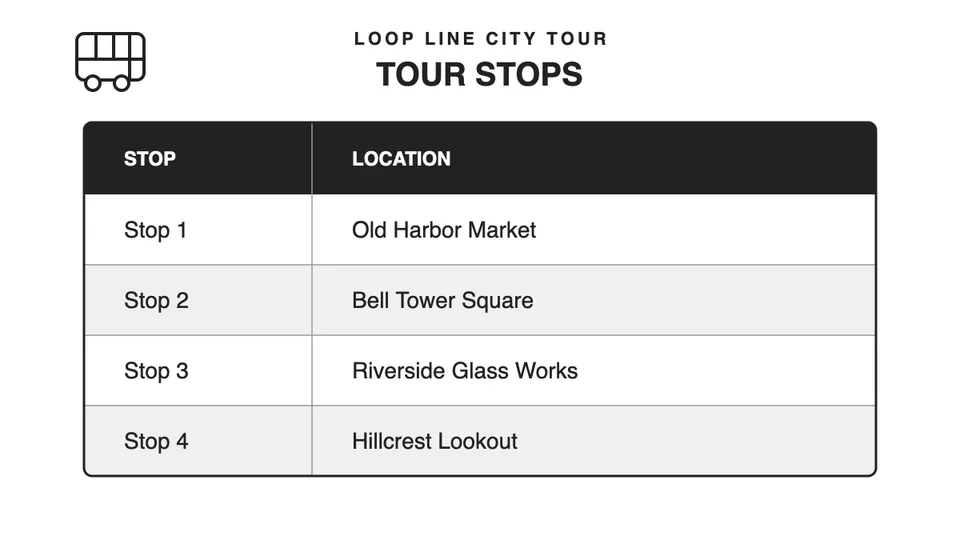 LOOP LINE CITY TOUR
TOUR STOPS
STOP LOCATION
Stop 1 Old Harbor Market
Stop 2 Bell Tower Square
Stop 3 Riverside Glass Works
Stop 4 Hillcrest Lookout